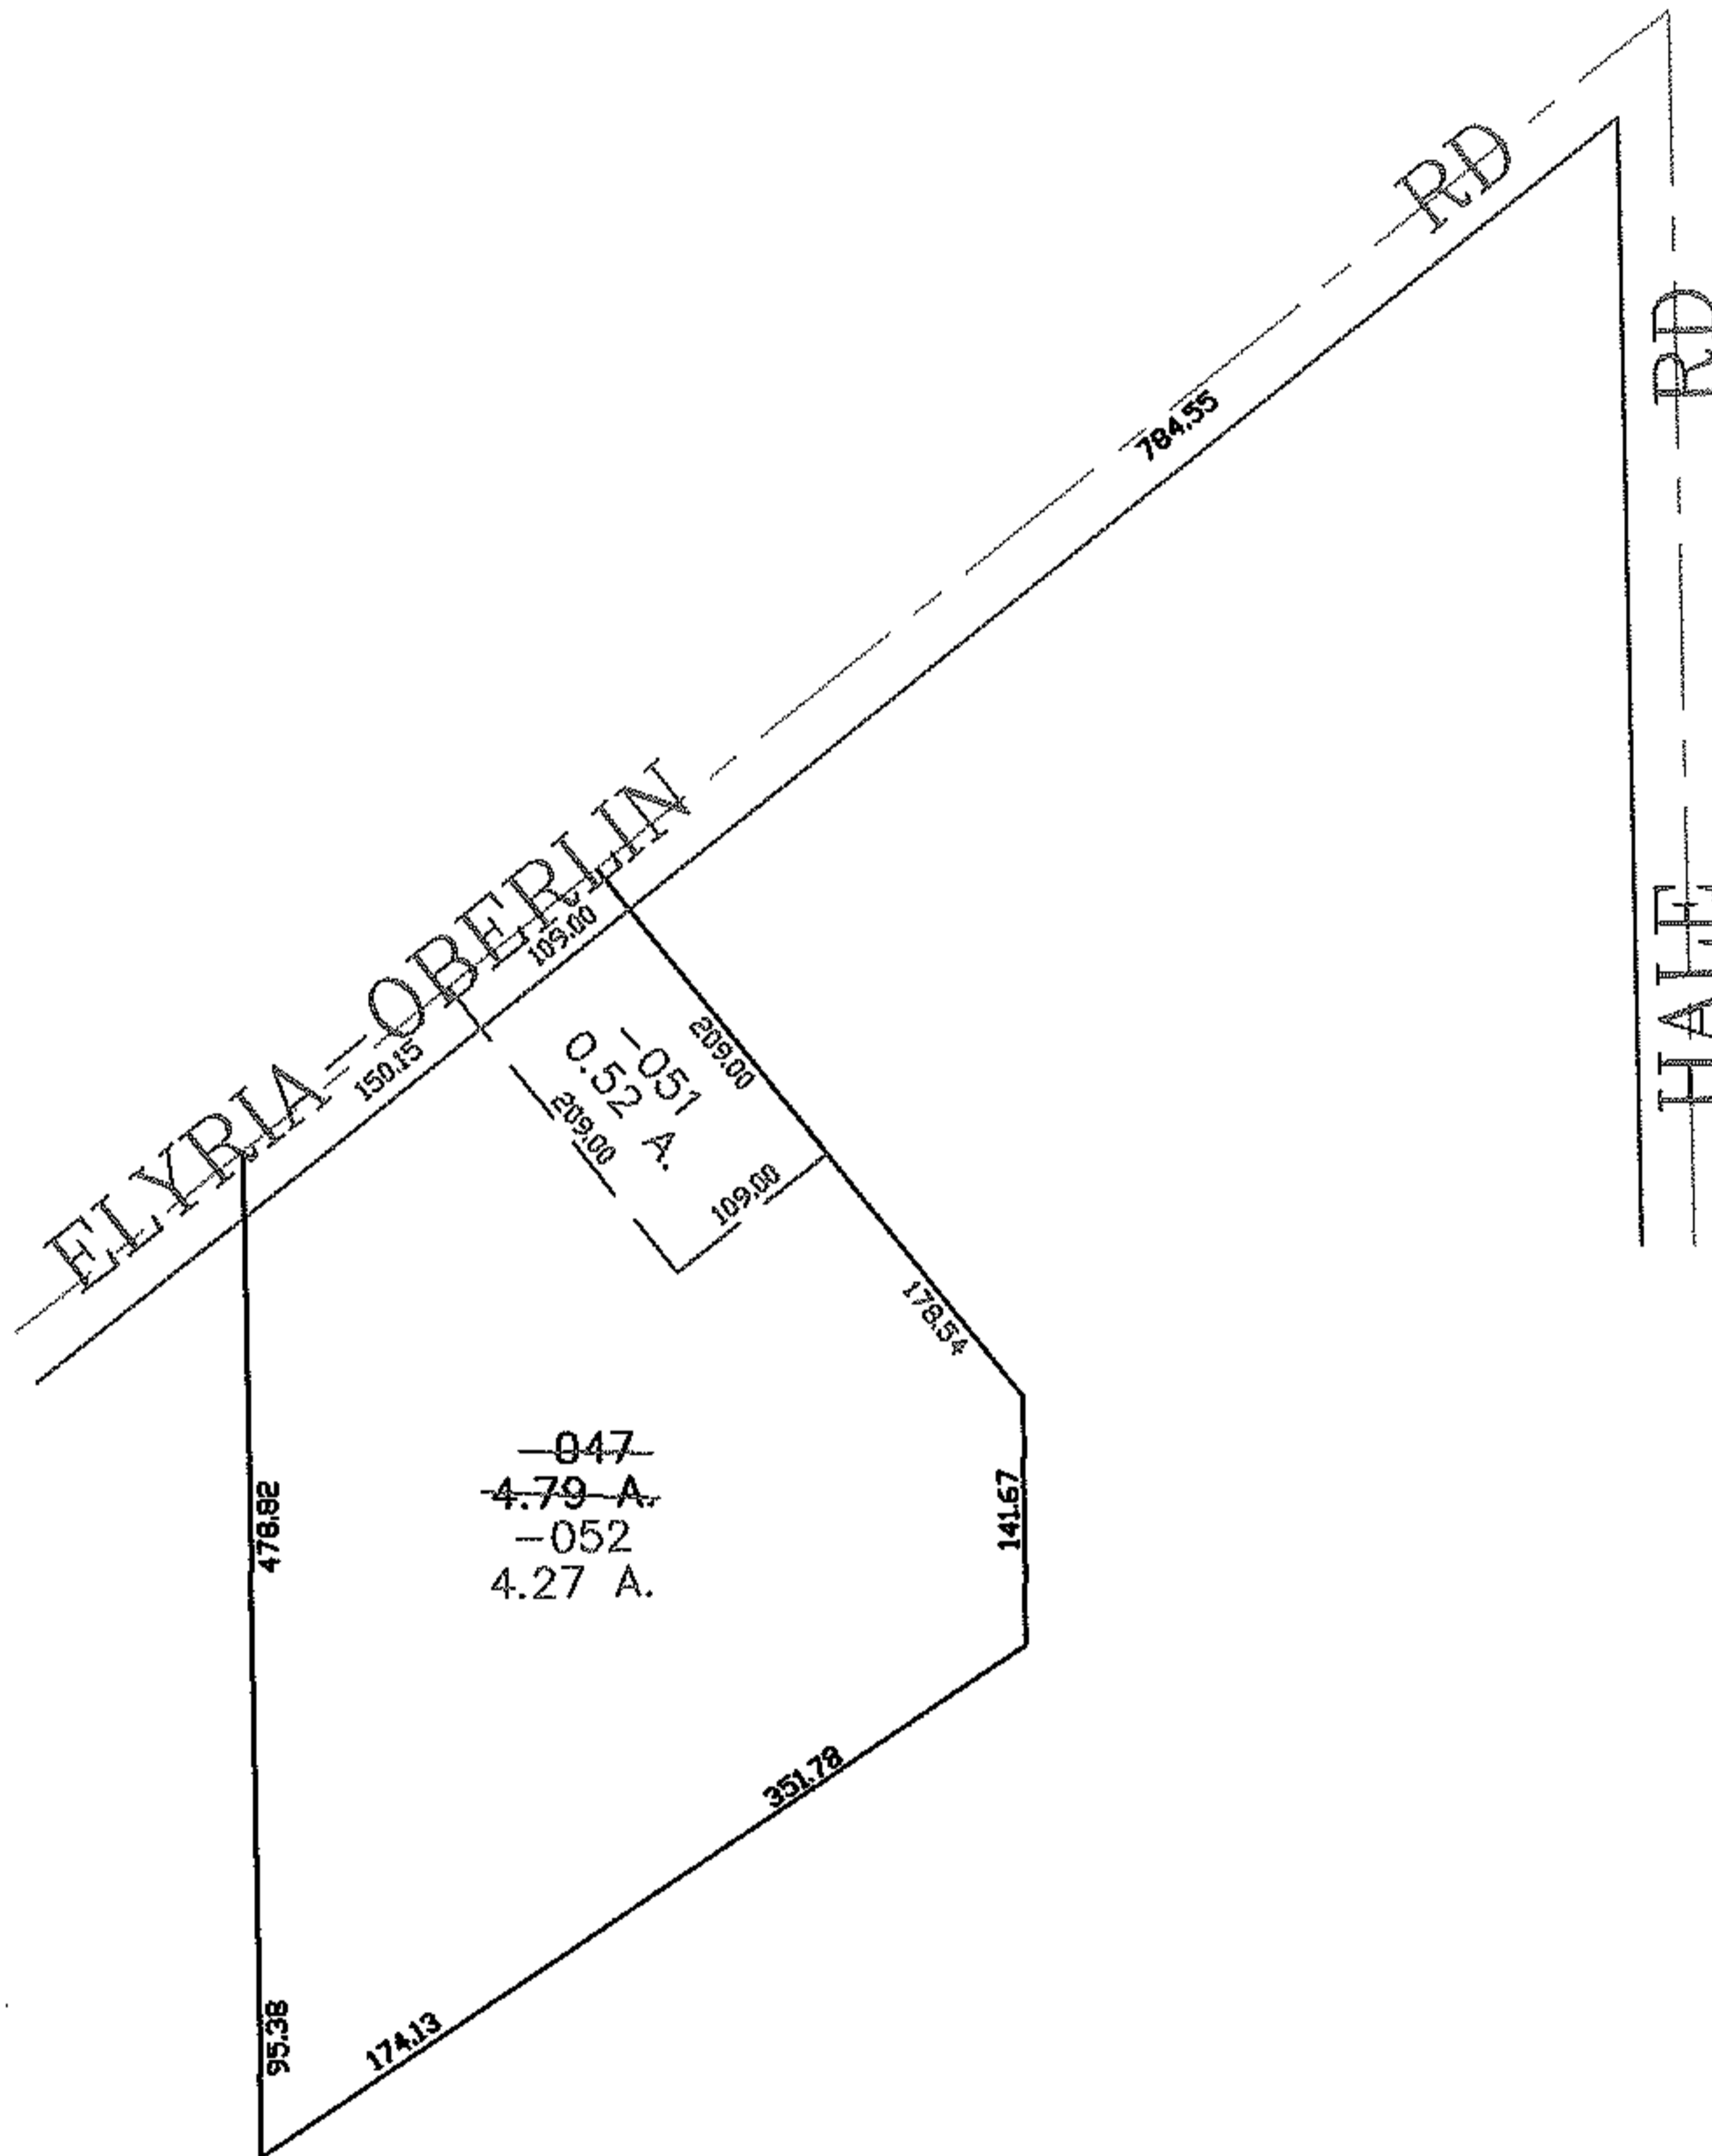 RD
784.55
RD
HALE
ELYRIA-OBERLIN
109.00
150.15
-051
0.52 A.
209.00
209.00
109.00
178.54
-047
4.79 A.
-052
4.27 A.
478.82
141.67
351.78
95.38
174.13